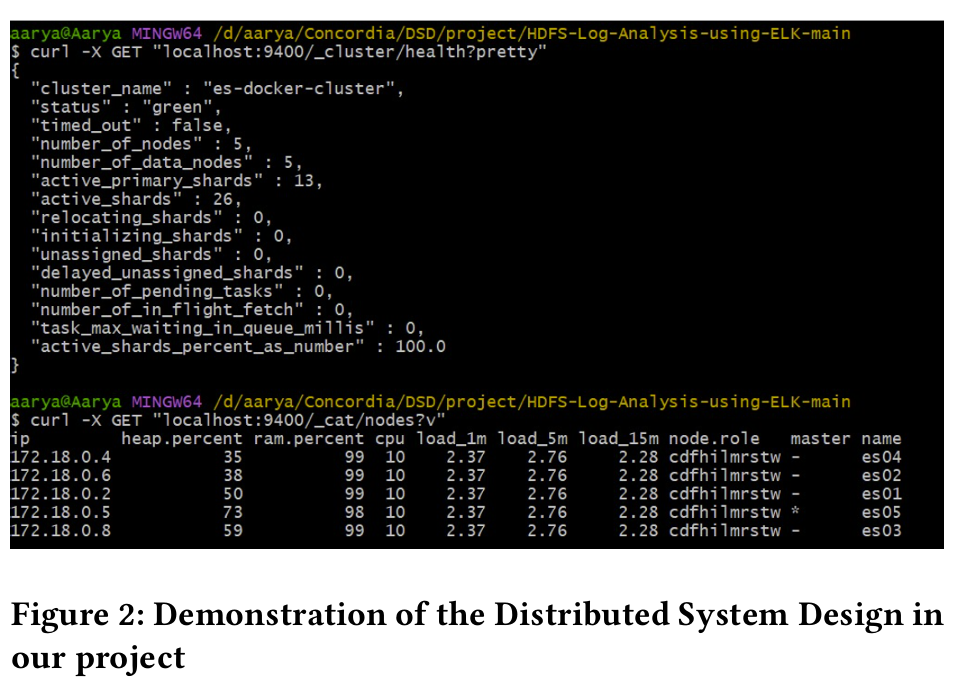 aarya@Aarya MINGW64 /d/aarya/Concordia/DSD/project/HDFS-Log-Analysis-using-ELK-main
$ curl -X GET "localhost:9400/_cluster/health?pretty"
{
  "cluster_name" : "es-docker-cluster",
  "status" : "green",
  "timed_out" : false,
  "number_of_nodes" : 5,
  "number_of_data_nodes" : 5,
  "active_primary_shards" : 13,
  "active_shards" : 26,
  "relocating_shards" : 0,
  "initializing_shards" : 0,
  "unassigned_shards" : 0,
  "delayed_unassigned_shards" : 0,
  "number_of_pending_tasks" : 0,
  "number_of_in_flight_fetch" : 0,
  "task_max_waiting_in_queue_millis" : 0,
  "active_shards_percent_as_number" : 100.0
}
aarya@Aarya MINGW64 /d/aarya/Concordia/DSD/project/HDFS-Log-Analysis-using-ELK-main
$ curl -X GET "localhost:9400/_cat/nodes?v"
ip heap.percent ram.percent cpu load_1m load_5m load_15m node.role master name
172.18.0.4 35 99 10 2.37 2.76 2.28 cdfhilmrstw - es04
172.18.0.6 38 99 10 2.37 2.76 2.28 cdfhilmrstw - es02
172.18.0.2 50 99 10 2.37 2.76 2.28 cdfhilmrstw - es01
172.18.0.5 73 98 10 2.37 2.76 2.28 cdfhilmrstw * es05
172.18.0.8 59 99 10 2.37 2.76 2.28 cdfhilmrstw - es03
Figure 2: Demonstration of the Distributed System Design in
our project